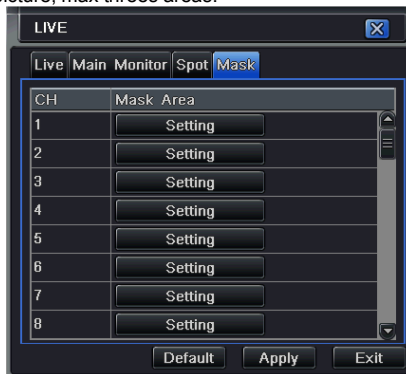 picture, max threes areas.
LIVE
Live Main Monitor Spot Mask
CH Mask Area
1 Setting
2 Setting
3 Setting
4 Setting
5 Setting
6 Setting
7 Setting
8 Setting
Default Apply Exit